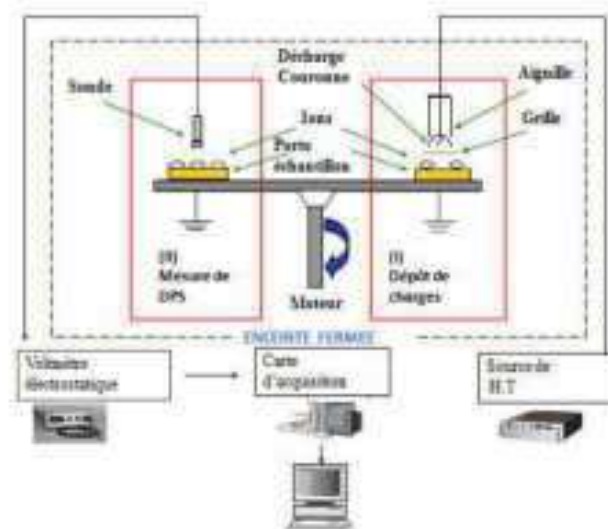 Décharge
Couronne
Aiguille
Sonde
Ions
Grille
Porte
échantillon
(II)
Mesure de
DPS
Moteur
(I)
Dépôt de
charges
ENCEINTE FERMEE
Voltmètre
électrostatique
Carte
d'acquisition
Source de
H.T